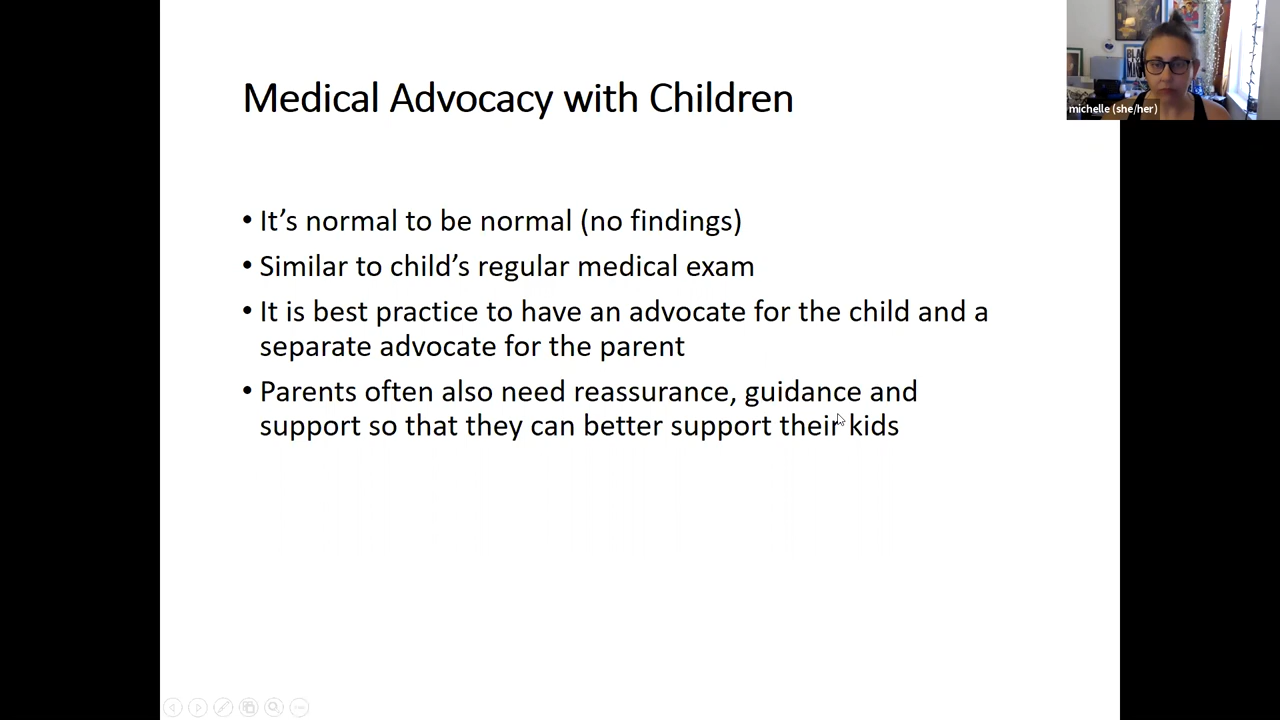 Medical Advocacy with Children
michelle (she/her)
• It’s normal to be normal (no findings)
• Similar to child’s regular medical exam
• It is best practice to have an advocate for the child and a
separate advocate for the parent
• Parents often also need reassurance, guidance and
support so that they can better support their kids